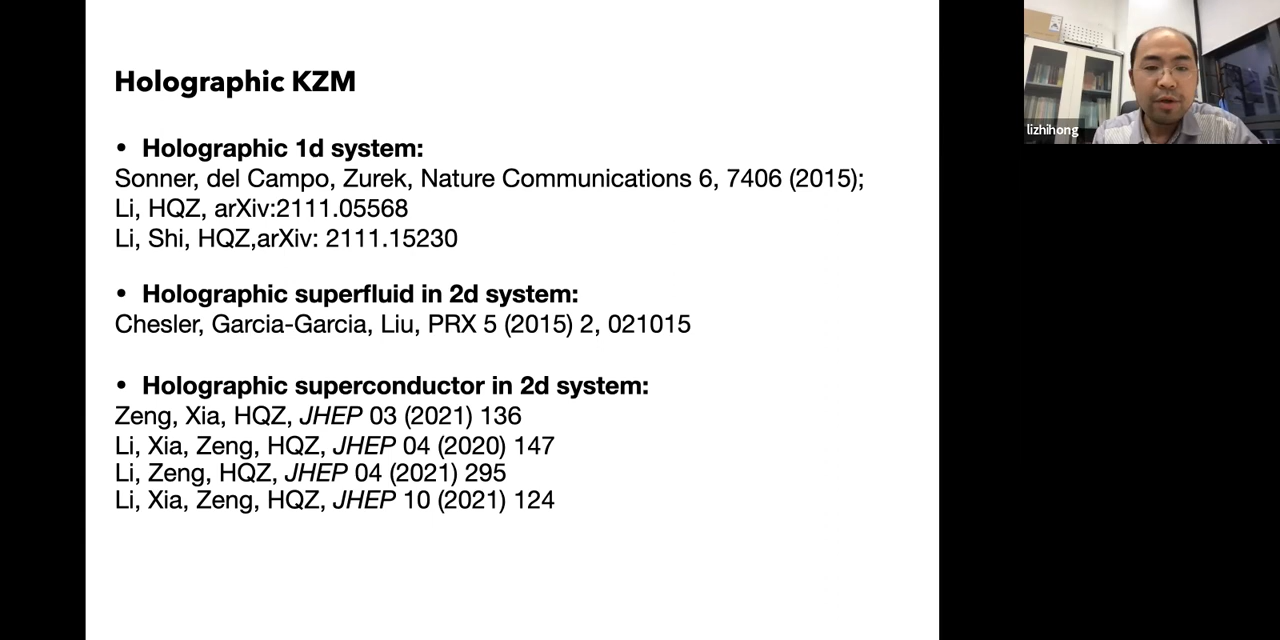 Holographic KZM
• Holographic 1d system:
Sonner, del Campo, Zurek, Nature Communications 6, 7406 (2015);
Li, HQZ, arXiv:2111.05568
Li, Shi, HQZ,arXiv: 2111.15230
• Holographic superfluid in 2d system:
Chesler, Garcia-Garcia, Liu, PRX 5 (2015) 2, 021015
• Holographic superconductor in 2d system:
Zeng, Xia, HQZ, JHEP 03 (2021) 136
Li, Xia, Zeng, HQZ, JHEP 04 (2020) 147
Li, Zeng, HQZ, JHEP 04 (2021) 295
Li, Xia, Zeng, HQZ, JHEP 10 (2021) 124
lizhihong